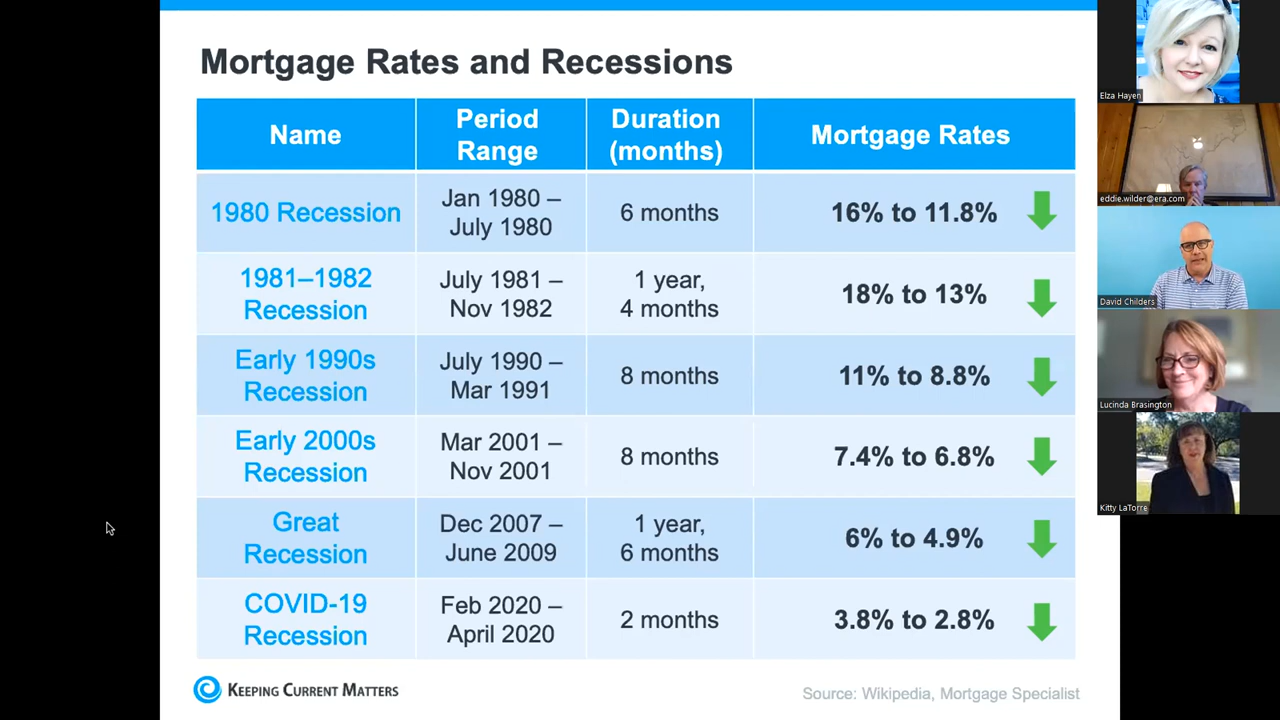 Mortgage Rates and Recessions
Name
Period
Range
Duration
(months)
Mortgage Rates
1980 Recession
Jan 1980 –
July 1980
6 months
16% to 11.8%
1981–1982
Recession
July 1981 –
Nov 1982
1 year,
4 months
18% to 13%
Early 1990s
Recession
July 1990 –
Mar 1991
8 months
11% to 8.8%
Early 2000s
Recession
Mar 2001 –
Nov 2001
8 months
7.4% to 6.8%
Great
Recession
Dec 2007 –
June 2009
1 year,
6 months
6% to 4.9%
COVID-19
Recession
Feb 2020 –
April 2020
2 months
3.8% to 2.8%
KEEPING CURRENT MATTERS
Source: Wikipedia, Mortgage Specialist
Elza Hayen
eddie.wilder@era.com
David Childers
Lucinda Brasington
Kitty LaTorre